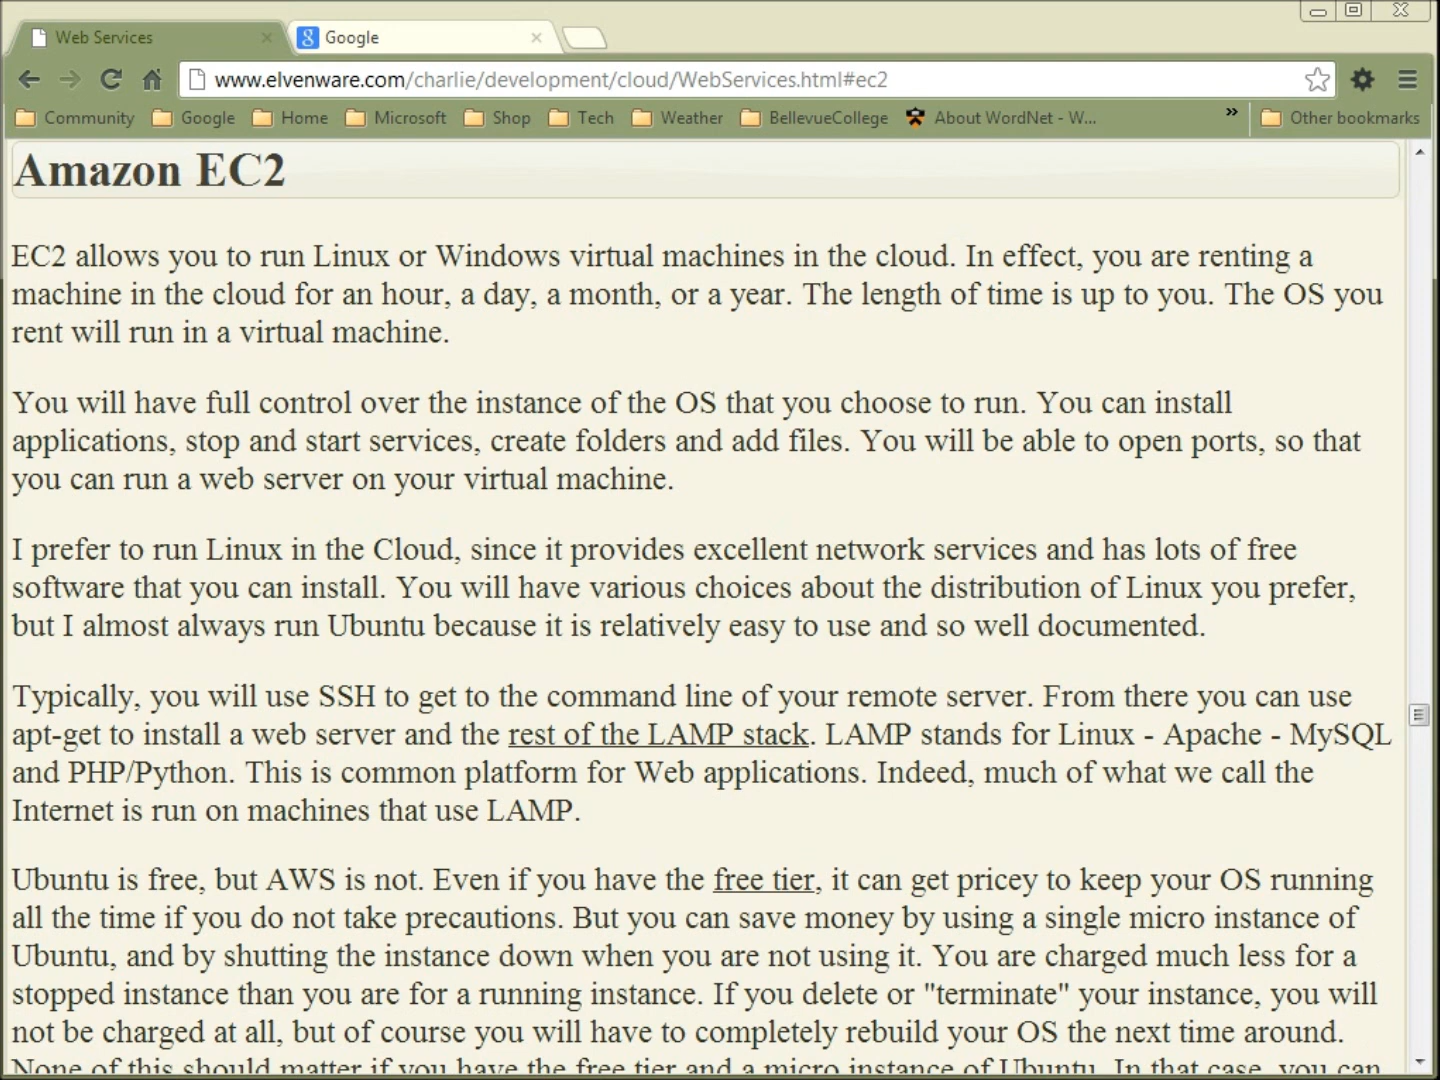 Web Services
Google
www.elvenware.com/charlie/development/cloud/WebServices.html#ec2
Community Google Home Microsoft Shop Tech Weather BellevueCollege About WordNet - W... » Other bookmarks
Amazon EC2
EC2 allows you to run Linux or Windows virtual machines in the cloud. In effect, you are renting a
machine in the cloud for an hour, a day, a month, or a year. The length of time is up to you. The OS you
rent will run in a virtual machine.
You will have full control over the instance of the OS that you choose to run. You can install
applications, stop and start services, create folders and add files. You will be able to open ports, so that
you can run a web server on your virtual machine.
I prefer to run Linux in the Cloud, since it provides excellent network services and has lots of free
software that you can install. You will have various choices about the distribution of Linux you prefer,
but I almost always run Ubuntu because it is relatively easy to use and so well documented.
Typically, you will use SSH to get to the command line of your remote server. From there you can use
apt-get to install a web server and the rest of the LAMP stack. LAMP stands for Linux - Apache - MySQL
and PHP/Python. This is common platform for Web applications. Indeed, much of what we call the
Internet is run on machines that use LAMP.
Ubuntu is free, but AWS is not. Even if you have the free tier, it can get pricey to keep your OS running
all the time if you do not take precautions. But you can save money by using a single micro instance of
Ubuntu, and by shutting the instance down when you are not using it. You are charged much less for a
stopped instance than you are for a running instance. If you delete or "terminate" your instance, you will
not be charged at all, but of course you will have to completely rebuild your OS the next time around.
None of this should matter if you have the free tier and a micro instance of Ubuntu. In that case, you can